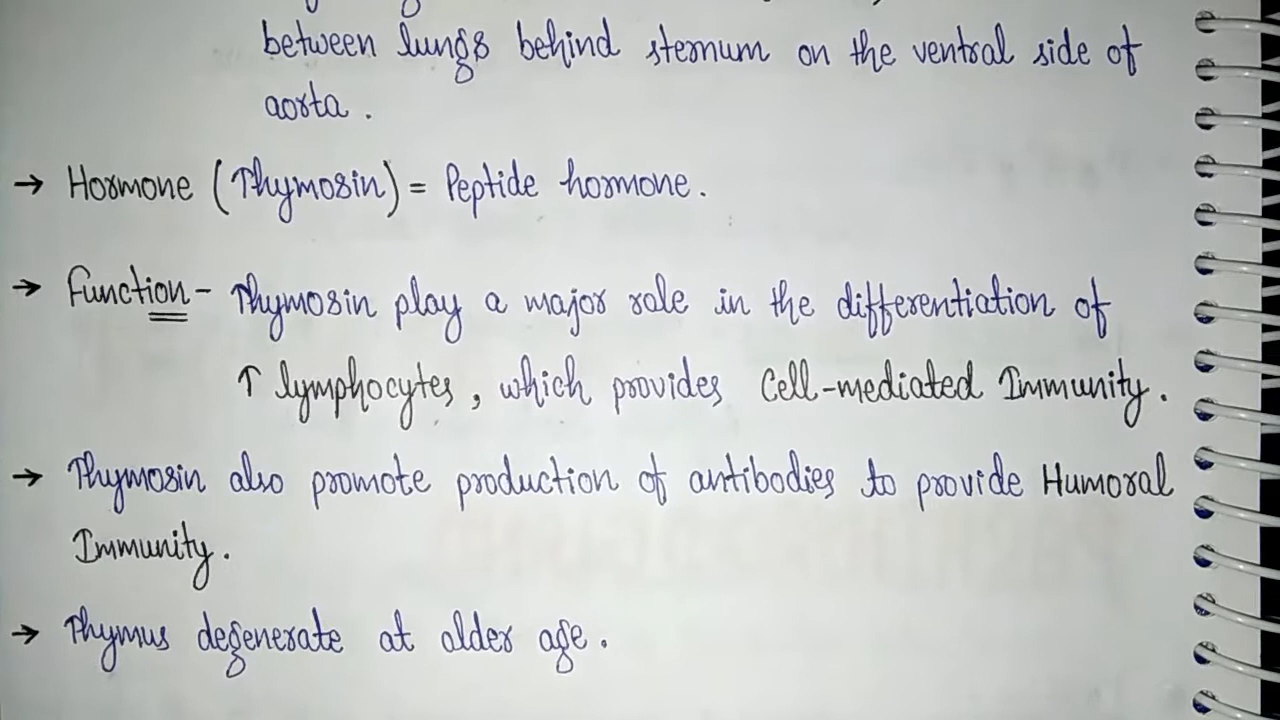 between lungs behind sternum on the ventral side of
aorta.
→ Hormone (Thymosin) = Peptide hormone.
→ Function - Thymosin play a major role in the differentiation of
T lymphocytes, which provides Cell-mediated Immunity.
→ Thymosin also promote production of antibodies to provide Humoral
Immunity.
→ Thymus degenerate at older age.